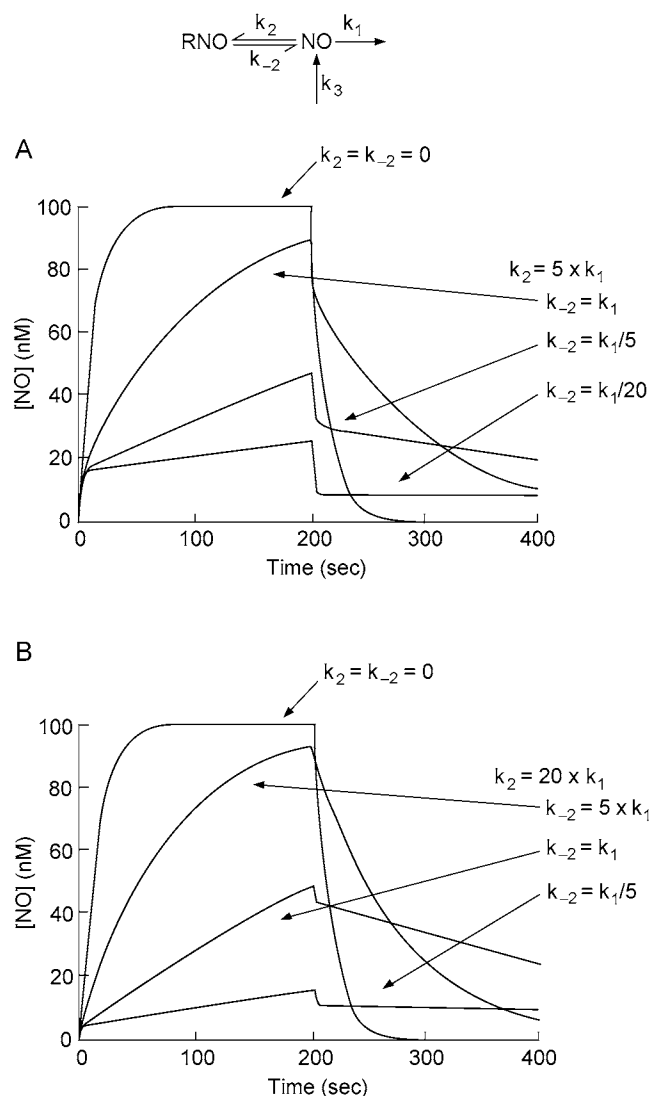 k₂
RNO NO k₁
k₋₂
k₃
A
k₂ = k₋₂ = 0
100
80
60
40
20
0
[NO] (nM)
k₂ = 5 x k₁
k₋₂ = k₁
k₋₂ = k₁/5
k₋₂ = k₁/20
0 100 200 300 400
Time (sec)
B
k₂ = k₋₂ = 0
100
80
60
40
20
0
[NO] (nM)
k₂ = 20 x k₁
k₋₂ = 5 x k₁
k₋₂ = k₁
k₋₂ = k₁/5
0 100 200 300 400
Time (sec)